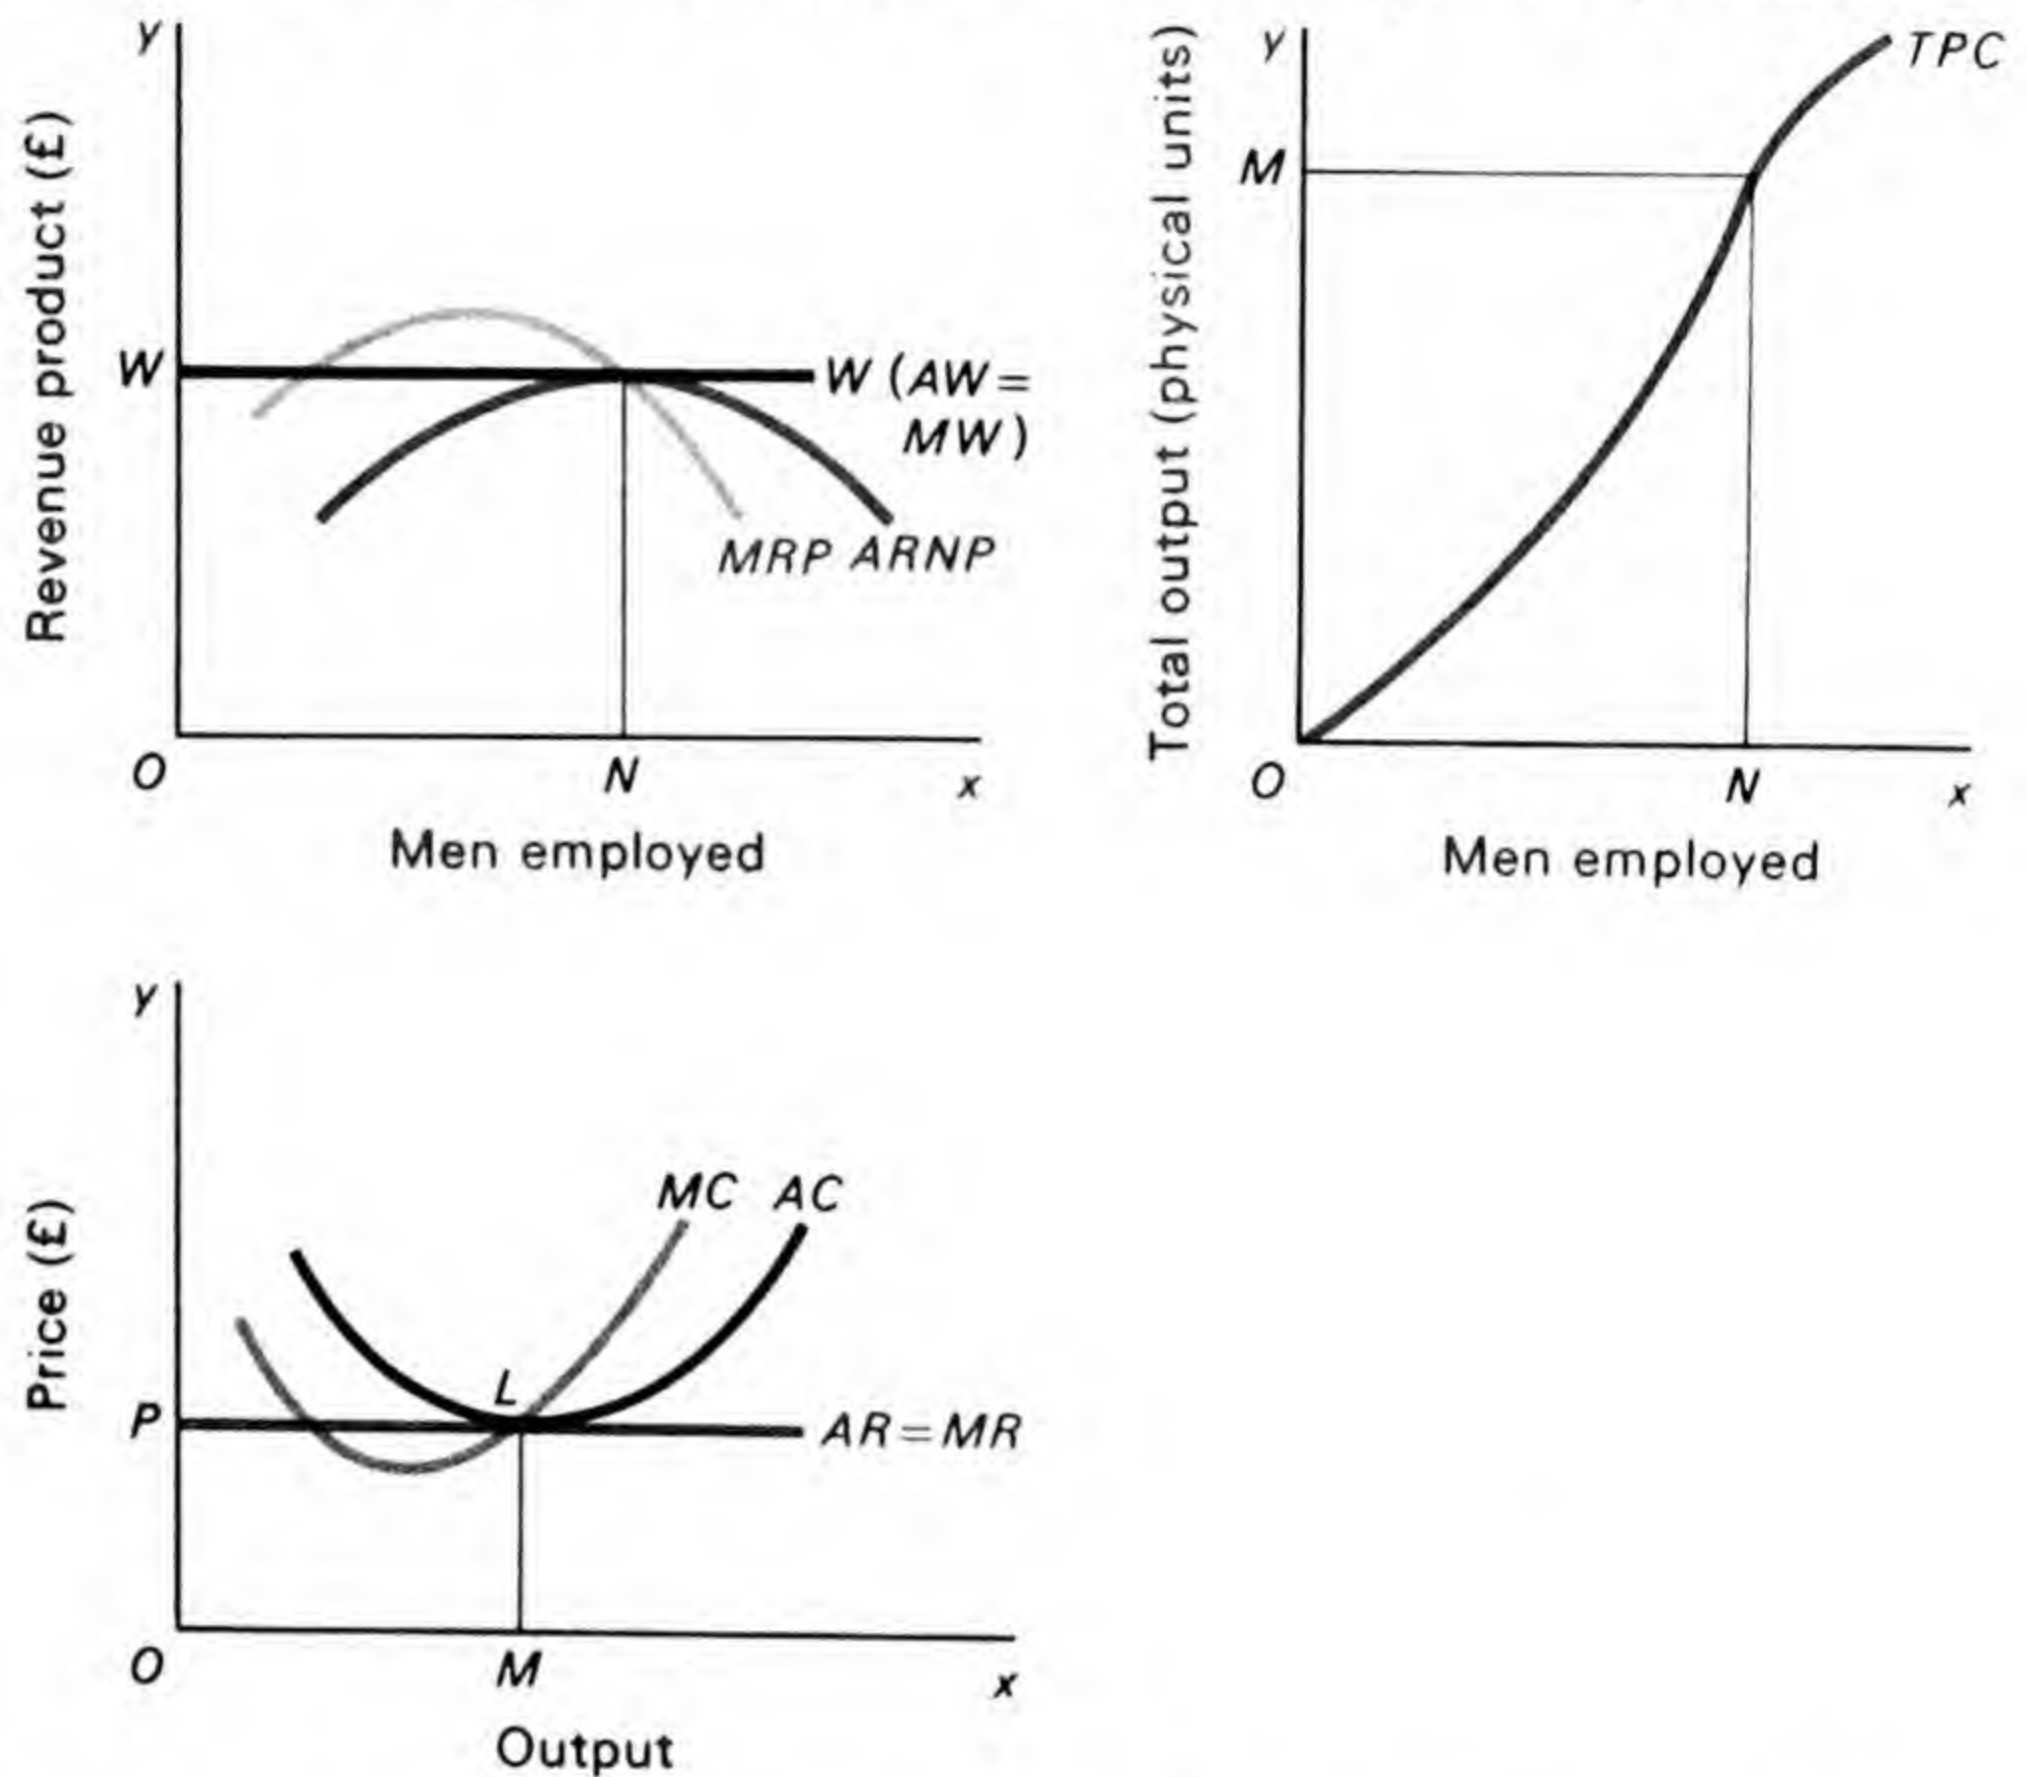 y
Revenue product (£)
W
W (AW=
MW)
MRP ARNP
O
N
x
Men employed
y
Total output (physical units)
TPC
M
O
N
x
Men employed
y
Price (£)
MC AC
L
P
AR=MR
O
M
x
Output